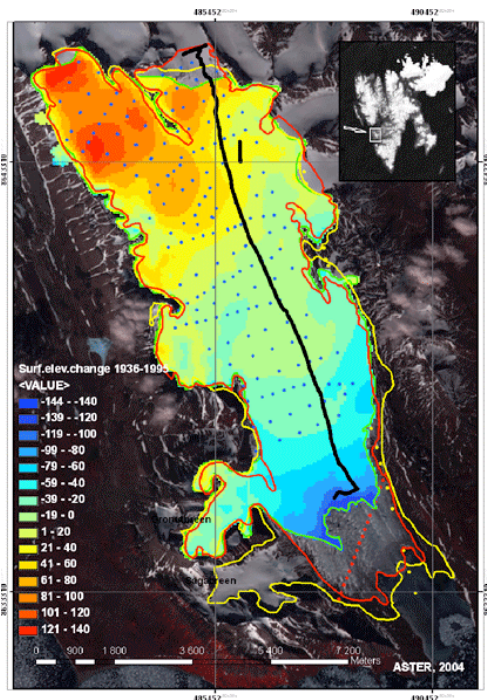 485452
490452
Surf.elev.change 1936-1995
<VALUE>
-144 - -140
-139 - -120
-119 - -100
-99 - -80
-79 - -60
-59 - -40
-39 - -20
-19 - 0
1 - 20
21 - 40
41 - 60
61 - 80
81 - 100
101 - 120
121 - 140
0 900 1 800 3 600 5 400 7 200
Meters
ASTER, 2004
485452
490452